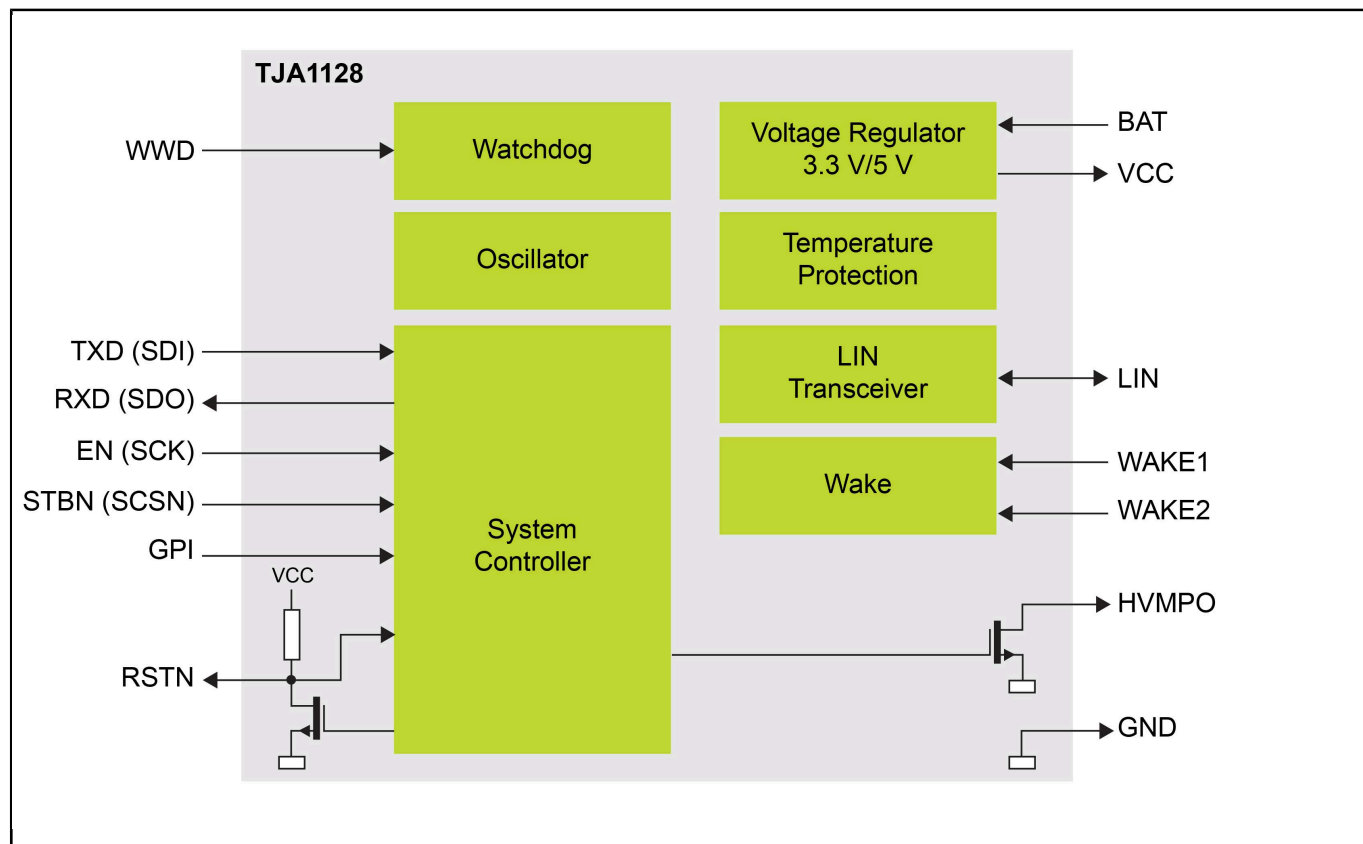 TJA1128
WWD
Watchdog
Voltage Regulator
3.3 V/5 V
BAT
VCC
Oscillator
Temperature
Protection
TXD (SDI)
RXD (SDO)
EN (SCK)
STBN (SCSN)
GPI
VCC
RSTN
System
Controller
LIN
Transceiver
LIN
Wake
WAKE1
WAKE2
HVMPO
GND